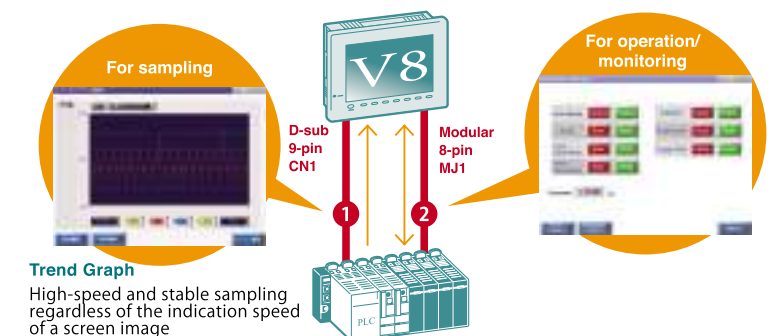 For sampling
For operation/
monitoring
V8
D-sub
9-pin
CN1
Modular
8-pin
MJ1
1
2
PLC
Trend Graph
High-speed and stable sampling
regardless of the indication speed
of a screen image